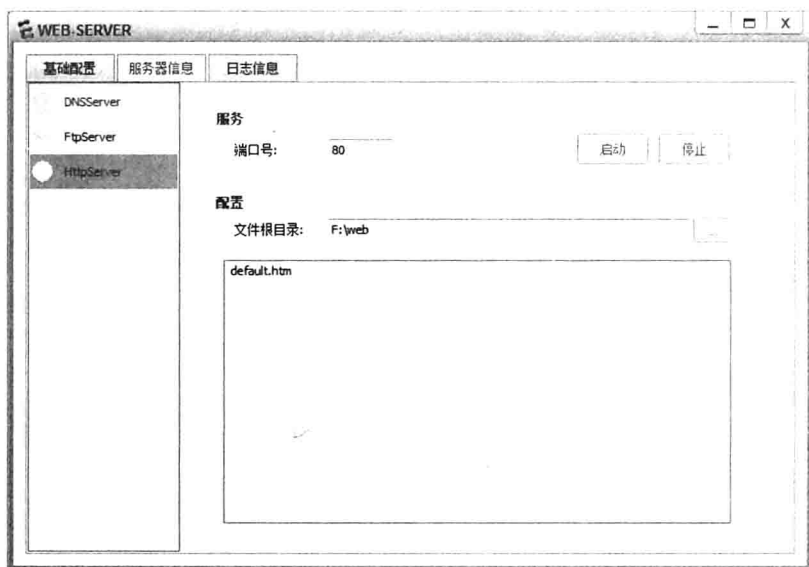 WEB-SERVER
基础配置 服务器信息 日志信息
DNSServer
FtpServer
HttpServer
服务
端口号: 80 启动 停止
配置
文件根目录: F:\web ...
default.htm